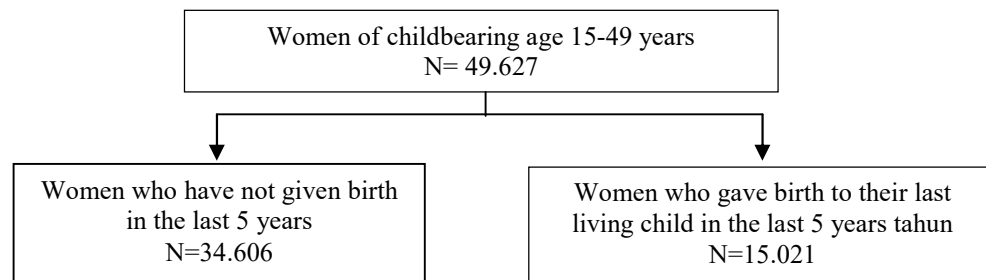 Women of childbearing age 15-49 years
N= 49.627
Women who have not given birth
in the last 5 years
N=34.606
Women who gave birth to their last
living child in the last 5 years tahun
N=15.021